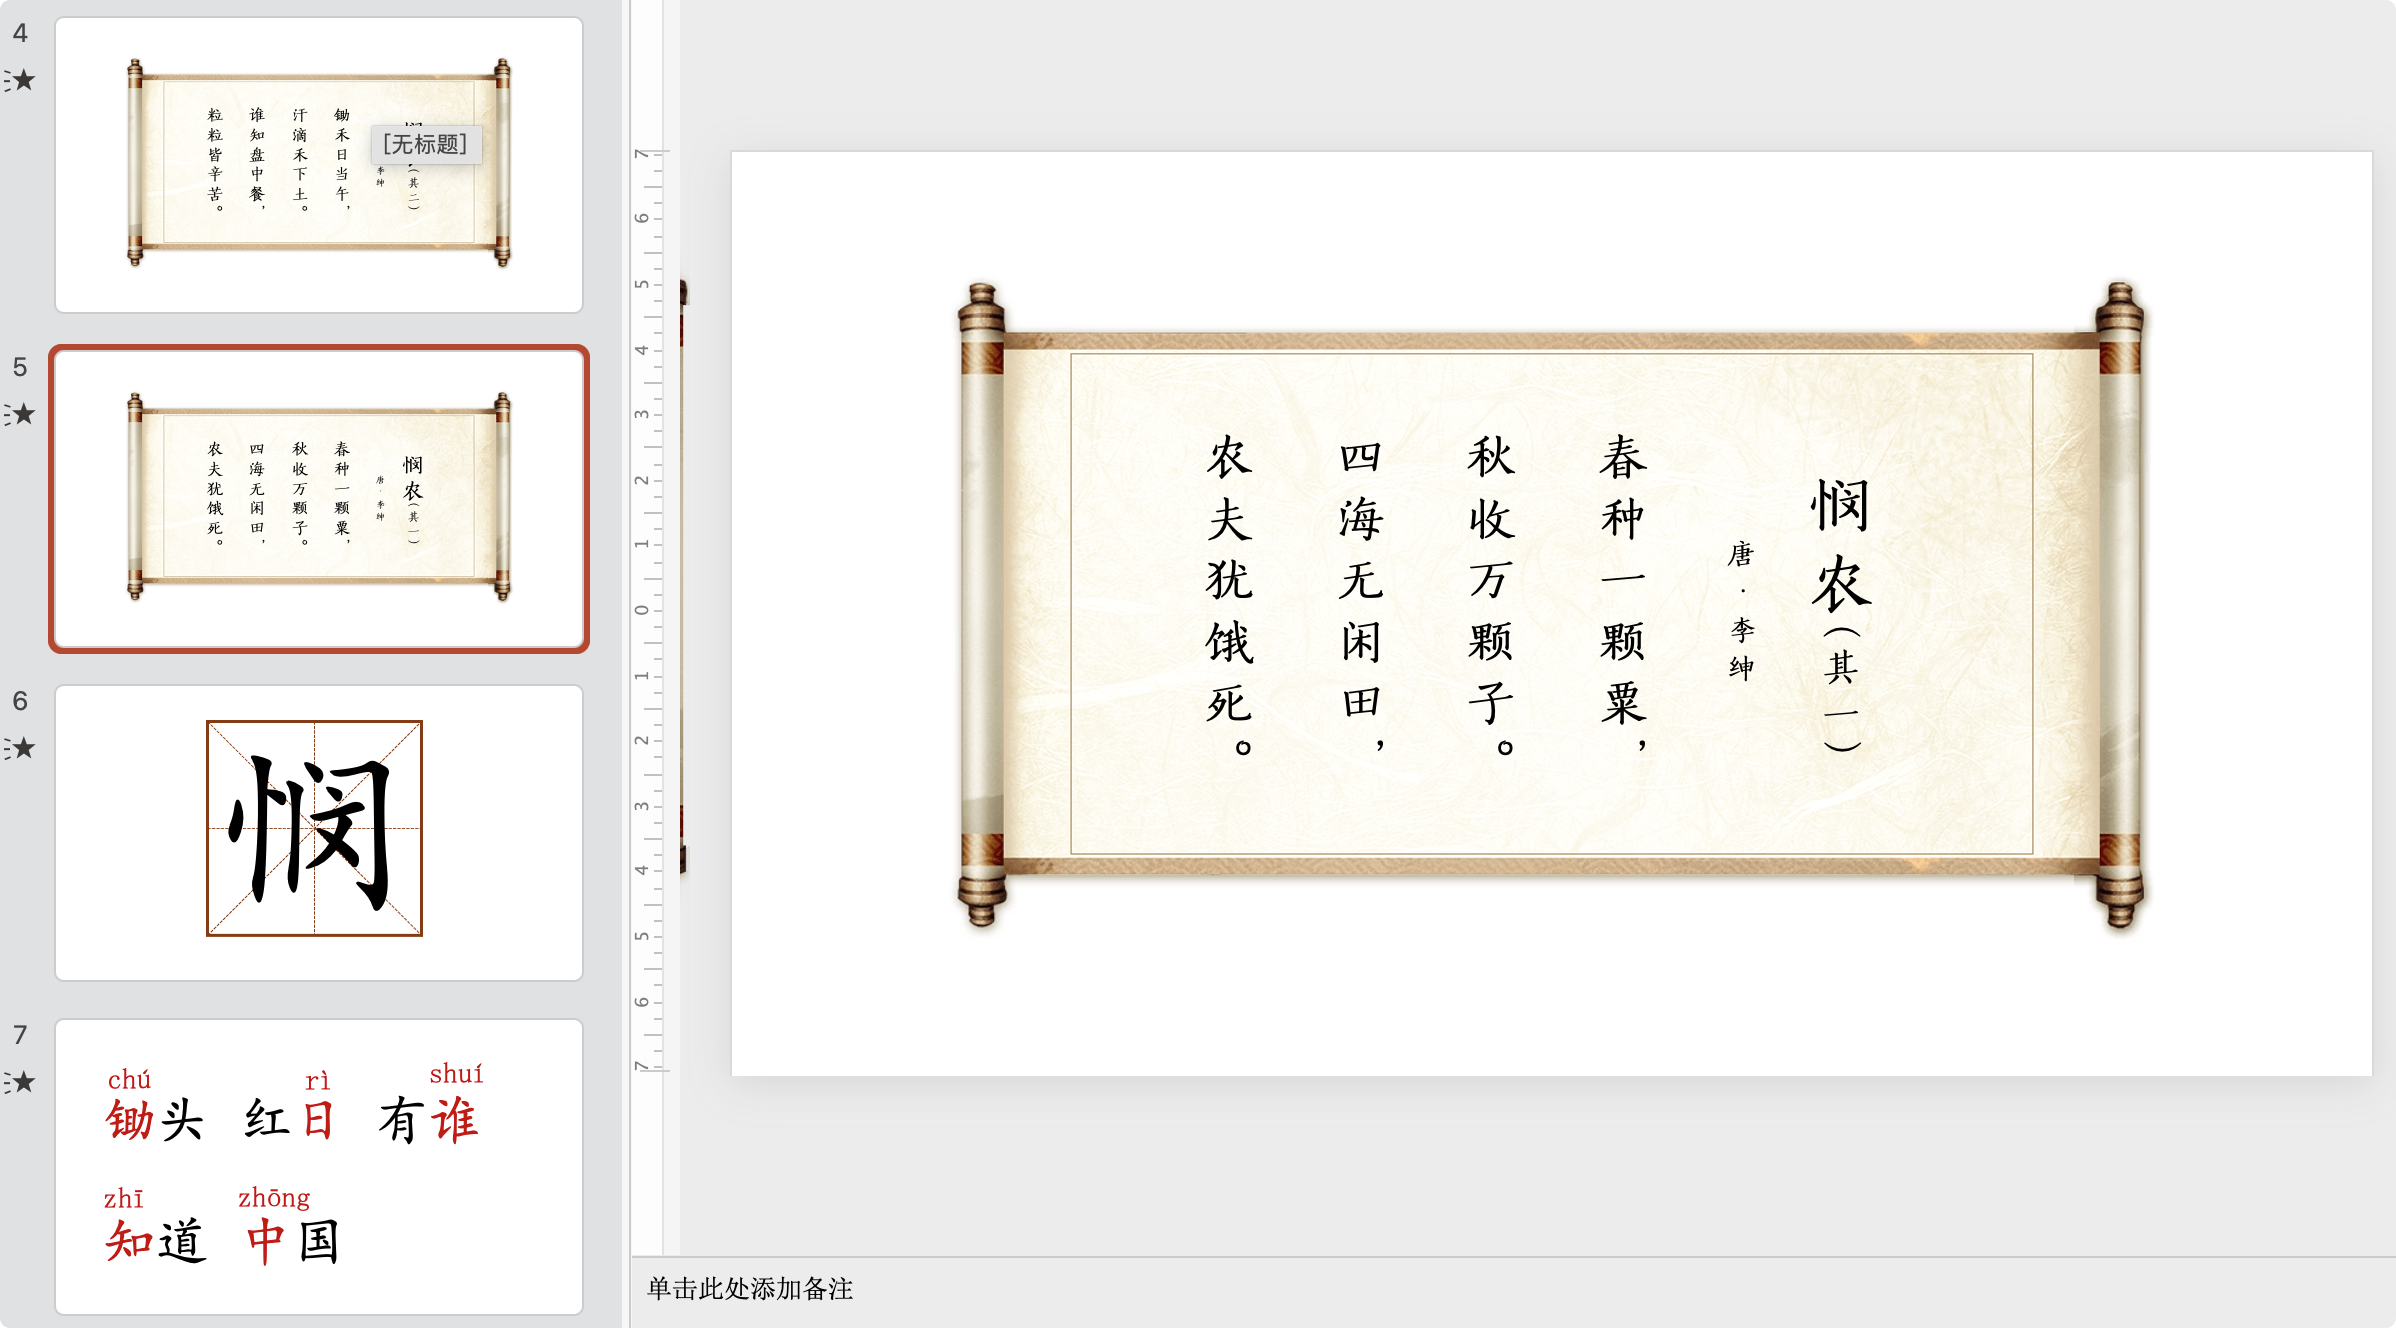 4
[无标题]
李绅
（其二）
锄禾日当午，
汗滴禾下土。
谁知盘中餐，
粒粒皆辛苦。
5
悯农（其一）
唐·李绅
春种一颗粟，
秋收万颗子。
四海无闲田，
农夫犹饿死。
6
悯
7
chú rì shuí
锄头 红日 有谁
zhī zhōng
知道 中国
7
6
5
4
3
2
1
0
1
2
3
4
5
6
7
悯农（其一）
唐·李绅
春种一颗粟，
秋收万颗子。
四海无闲田，
农夫犹饿死。
单击此处添加备注